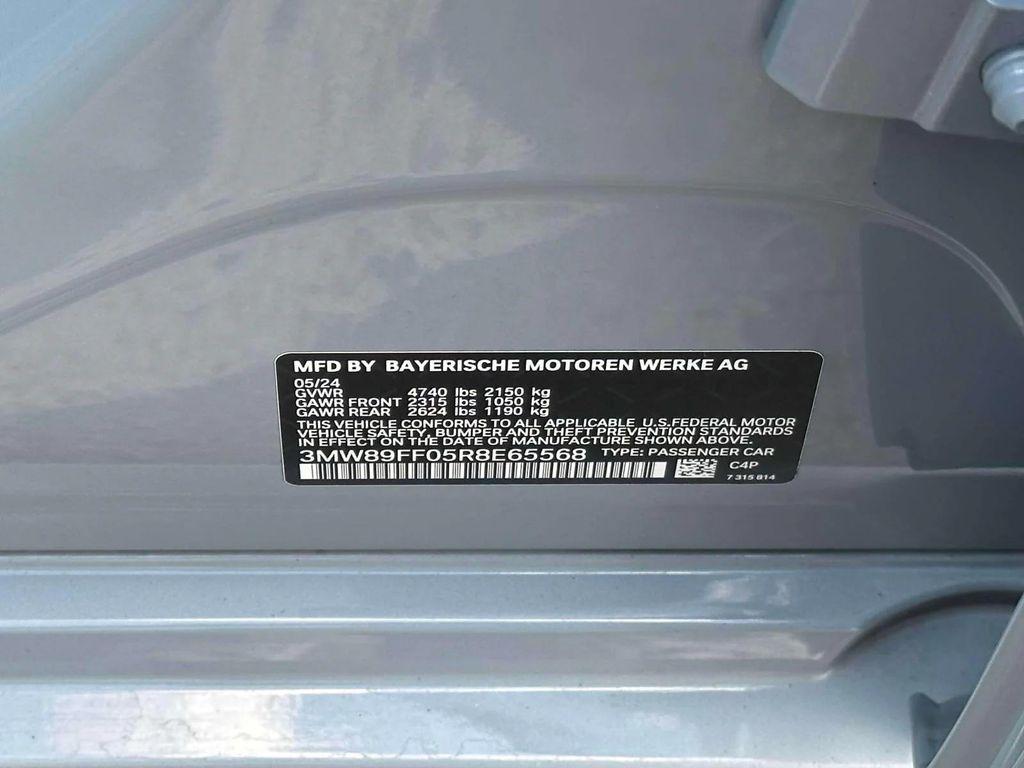 MFD BY BAYERISCHE MOTOREN WERKE AG
05/24
GVWR 4740 lbs 2150 kg
GAWR FRONT 2315 lbs 1050 kg
GAWR REAR 2624 lbs 1190 kg
THIS VEHICLE CONFORMS TO ALL APPLICABLE U.S.FEDERAL MOTOR
VEHICLE SAFETY, BUMPER AND THEFT PREVENTION STANDARDS
IN EFFECT ON THE DATE OF MANUFACTURE SHOWN ABOVE.
3MW89FF05R8E65568 TYPE: PASSENGER CAR
C4P
7 315 814